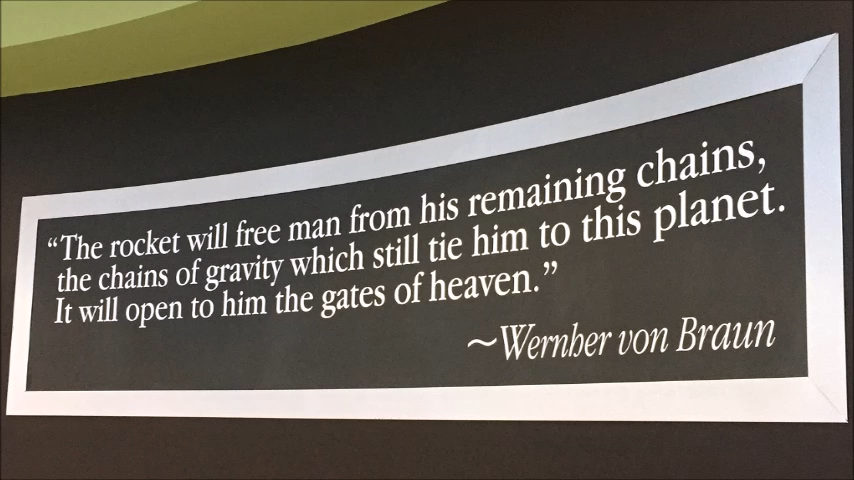 “The rocket will free man from his remaining chains,
the chains of gravity which still tie him to this planet.
It will open to him the gates of heaven.”
~Wernher von Braun